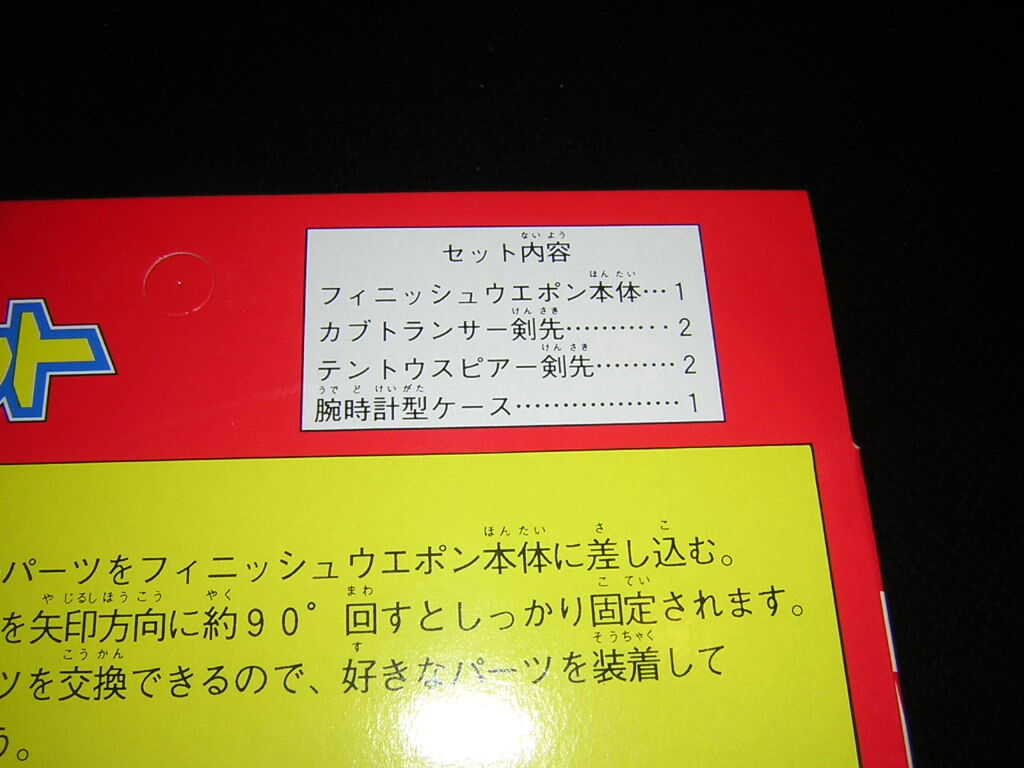 セット内容
フィニッシュウエポン本体…1
カブトランサー剣先…………2
テントウスピアー剣先………2
腕時計型ケース………………1
ト
パーツをフィニッシュウエポン本体に差し込む。
を矢印方向に約90°回すとしっかり固定されます。
ツを交換できるので、好きなパーツを装着して
う。